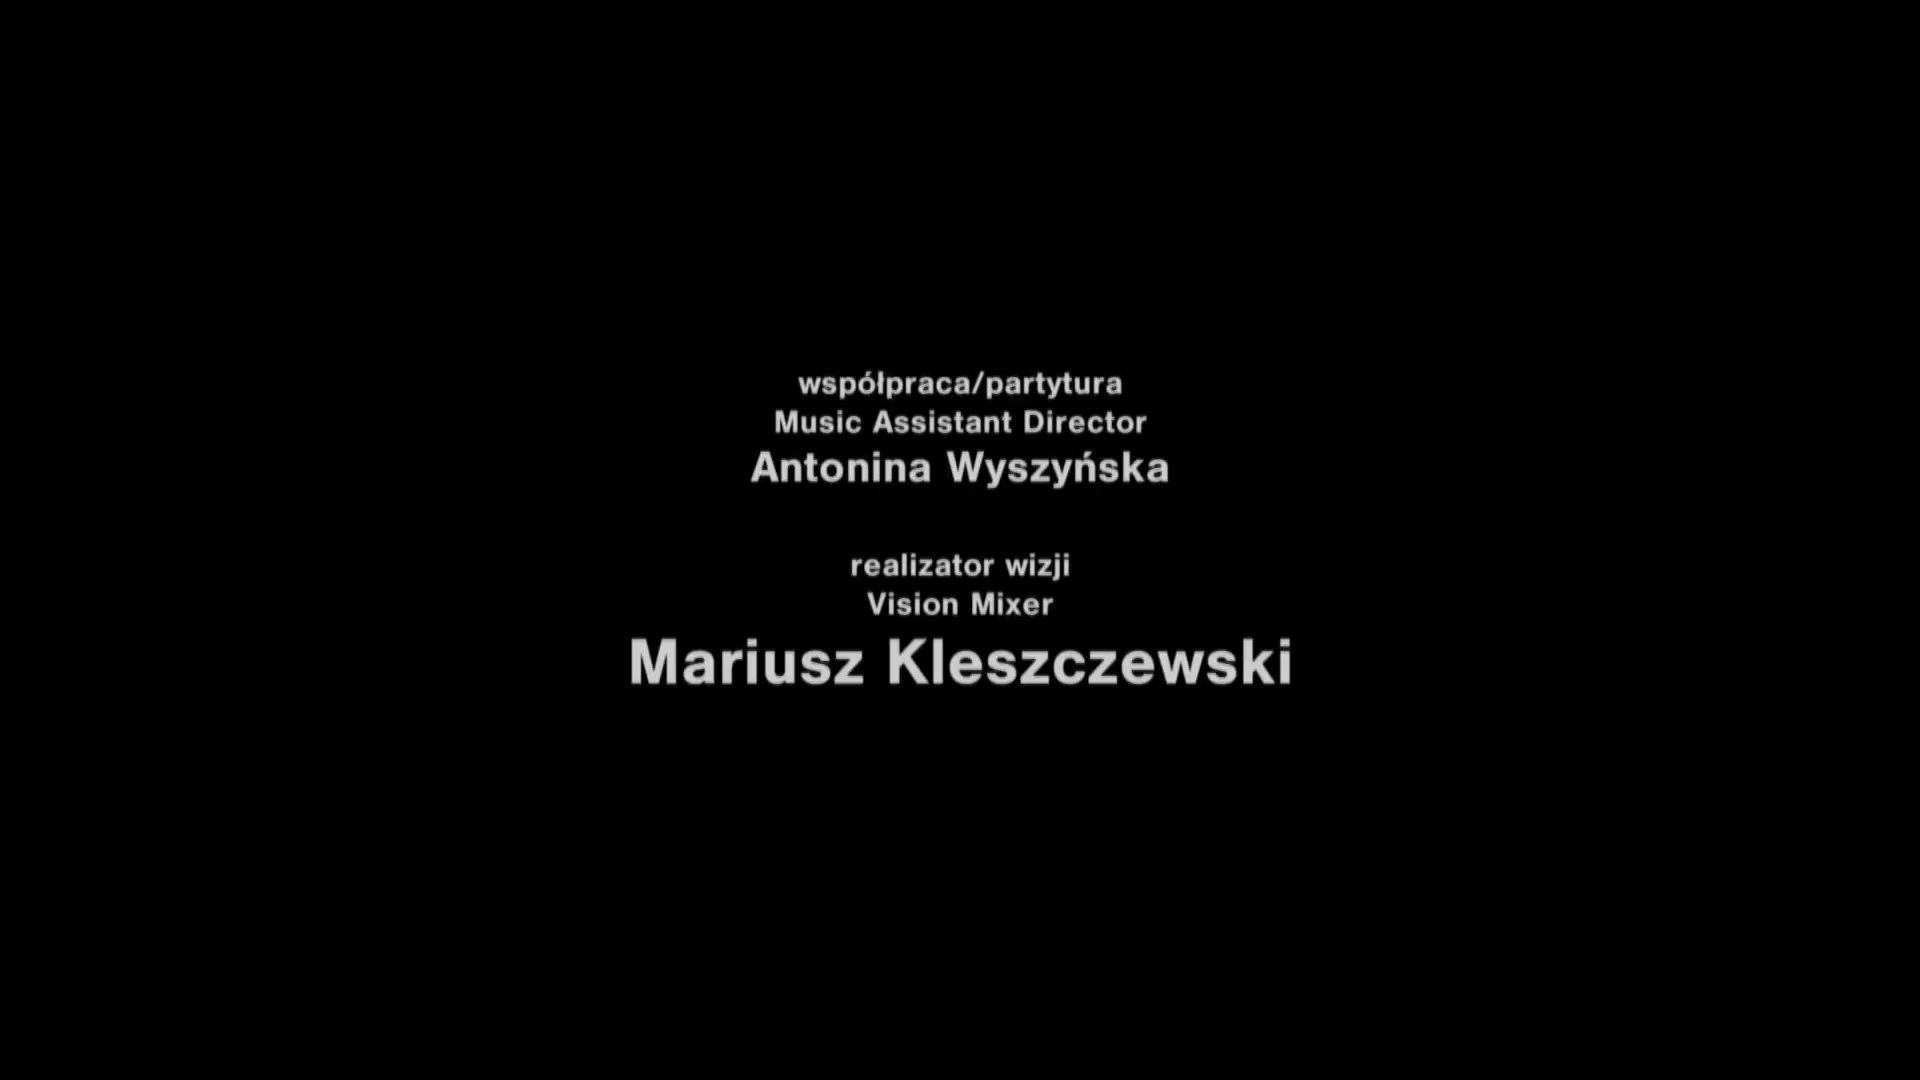 współpraca/partytura
Music Assistant Director
Antonina Wyszyńska
realizator wizji
Vision Mixer
Mariusz Kleszczewski